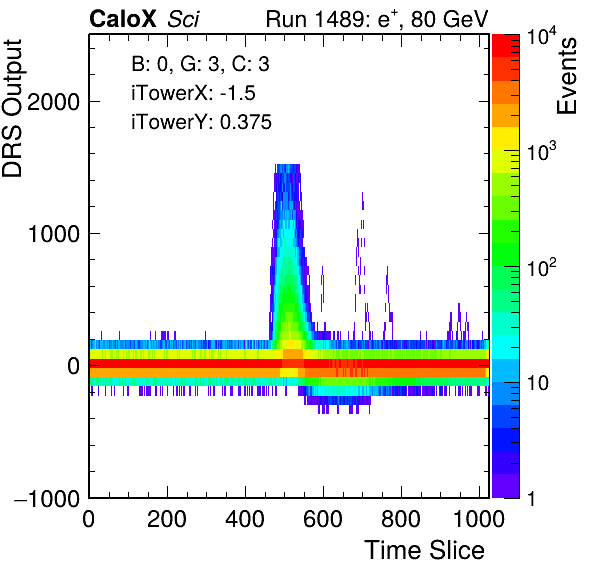 CaloX Sci Run 1489: e⁺, 80 GeV
B: 0, G: 3, C: 3
iTowerX: -1.5
iTowerY: 0.375
DRS Output
2000
1000
0
−1000
0 200 400 600 800 1000
Time Slice
Events
10⁴
10³
10²
10
1